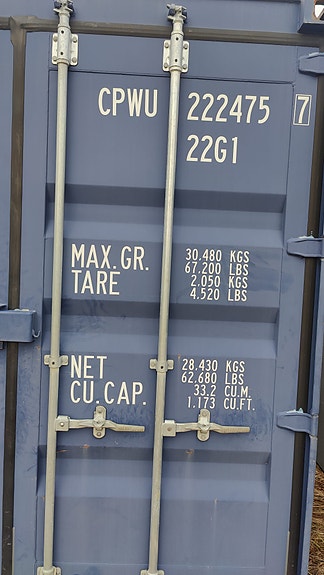 CPWU 222475 7
22G1
MAX.GR. 30.480 KGS
67.200 LBS
TARE 2.050 KGS
4.520 LBS
NET 28.430 KGS
62.680 LBS
CU.CAP. 33.2 CU.M.
1.173 CU.FT.